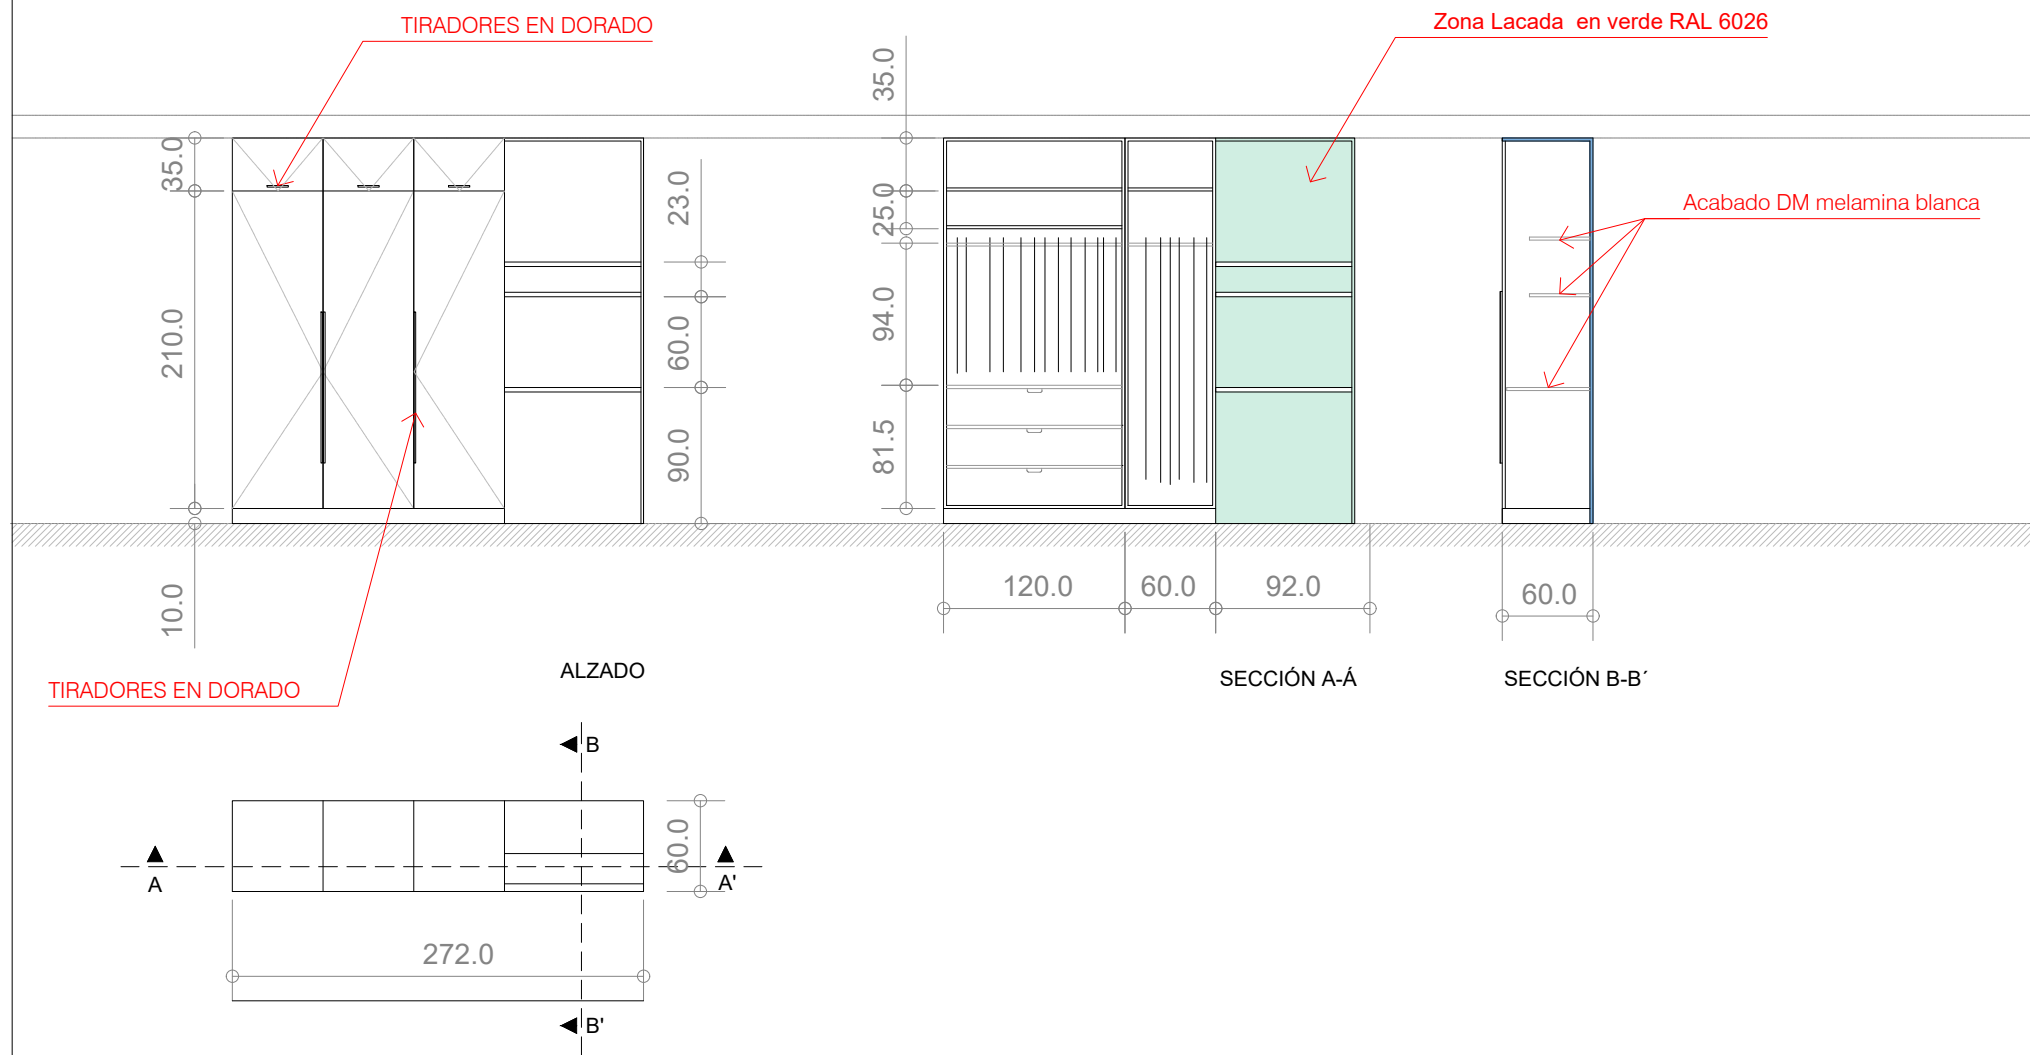 TIRADORES EN DORADO
Zona Lacada  en verde RAL 6026
35.0
35.0
23.0
25.0
Acabado DM melamina blanca
210.0
60.0
94.0
90.0
81.5
10.0
120.0
60.0
92.0
60.0
ALZADO
SECCIÓN A-Á
SECCIÓN B-B´
TIRADORES EN DORADO
B
60.0
A
A'
272.0
B'